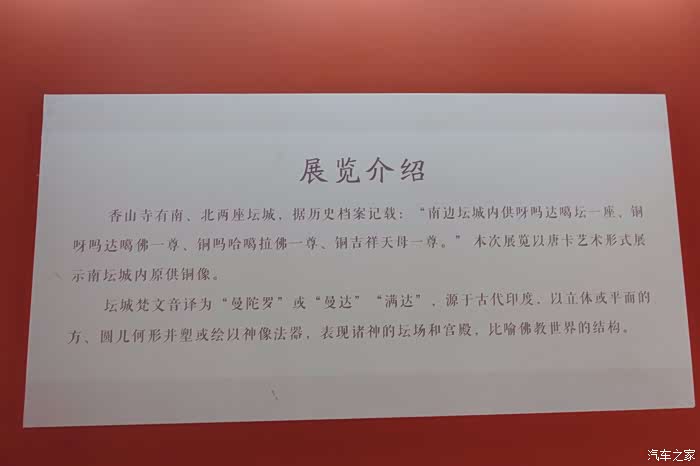 展览介绍
香山寺有南、北两座坛城，据历史档案记载：“南边坛城内供呀吗达噶坛一座、铜
呀吗达噶佛一尊、铜吗哈噶拉佛一尊、铜吉祥天母一尊。”本次展览以唐卡艺术形式展
示南坛城内原供铜像。
坛城梵文音译为“曼陀罗”或“曼达”“满达”，源于古代印度，以立体或平面的
方、圆几何形并塑或绘以神像法器，表现诸神的坛场和宫殿，比喻佛教世界的结构。
汽车之家